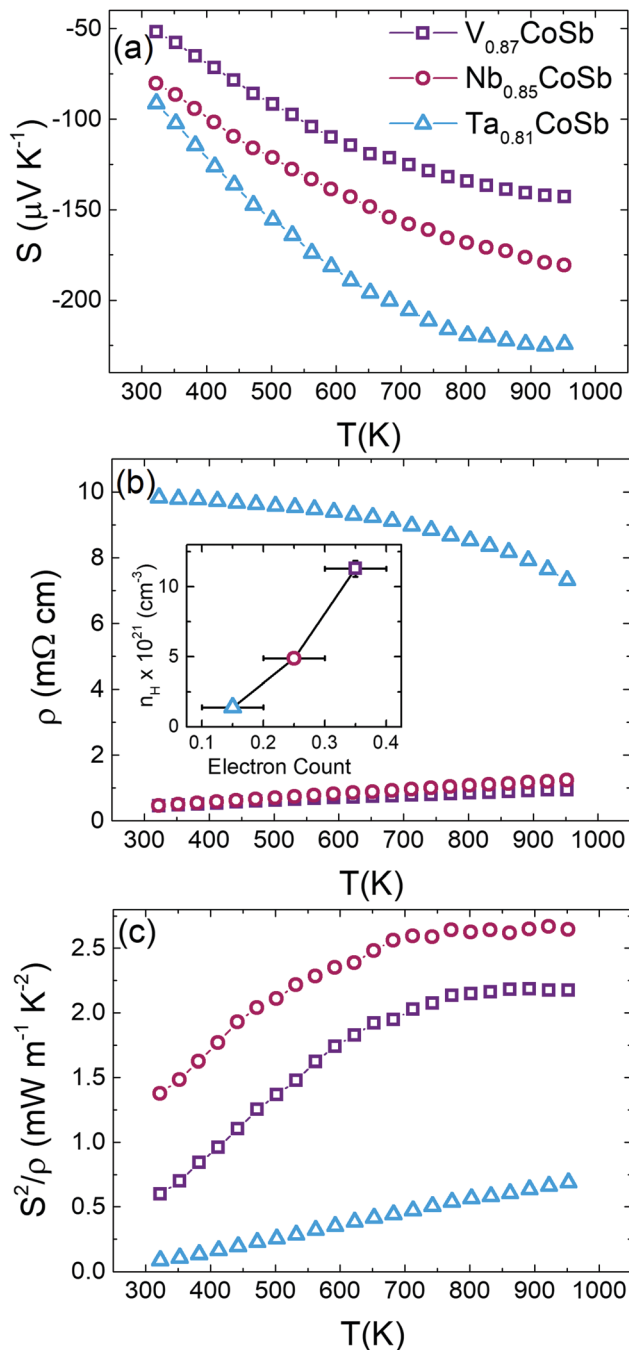 (a)
V0.87CoSb
Nb0.85CoSb
Ta0.81CoSb
-50
-100
-150
-200
S (μV K-1)
300 400 500 600 700 800 900 1000
T(K)
(b)
10
8
6
4
2
0
ρ (mΩ cm)
10
5
0
nH x 1021 (cm-3)
0.1 0.2 0.3 0.4
Electron Count
300 400 500 600 700 800 900 1000
T(K)
(c)
2.5
2.0
1.5
1.0
0.5
0.0
S2/ρ (mW m-1 K-2)
300 400 500 600 700 800 900 1000
T(K)